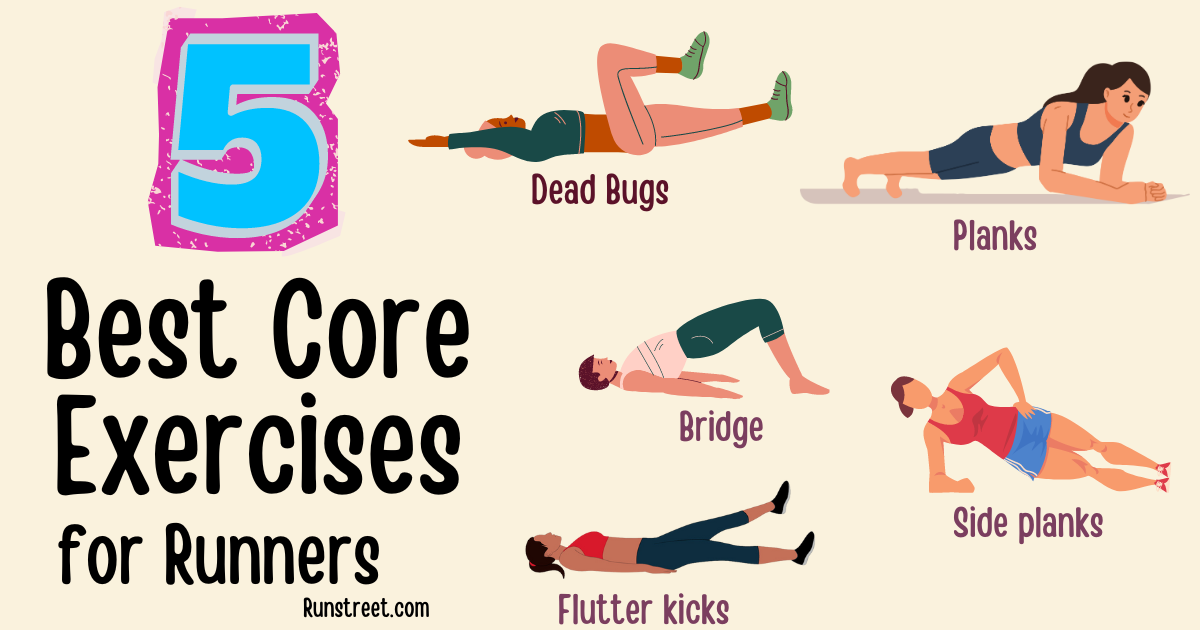 5
Best Core
Exercises
for Runners
Runstreet.com
Dead Bugs
Planks
Bridge
Side planks
Flutter kicks